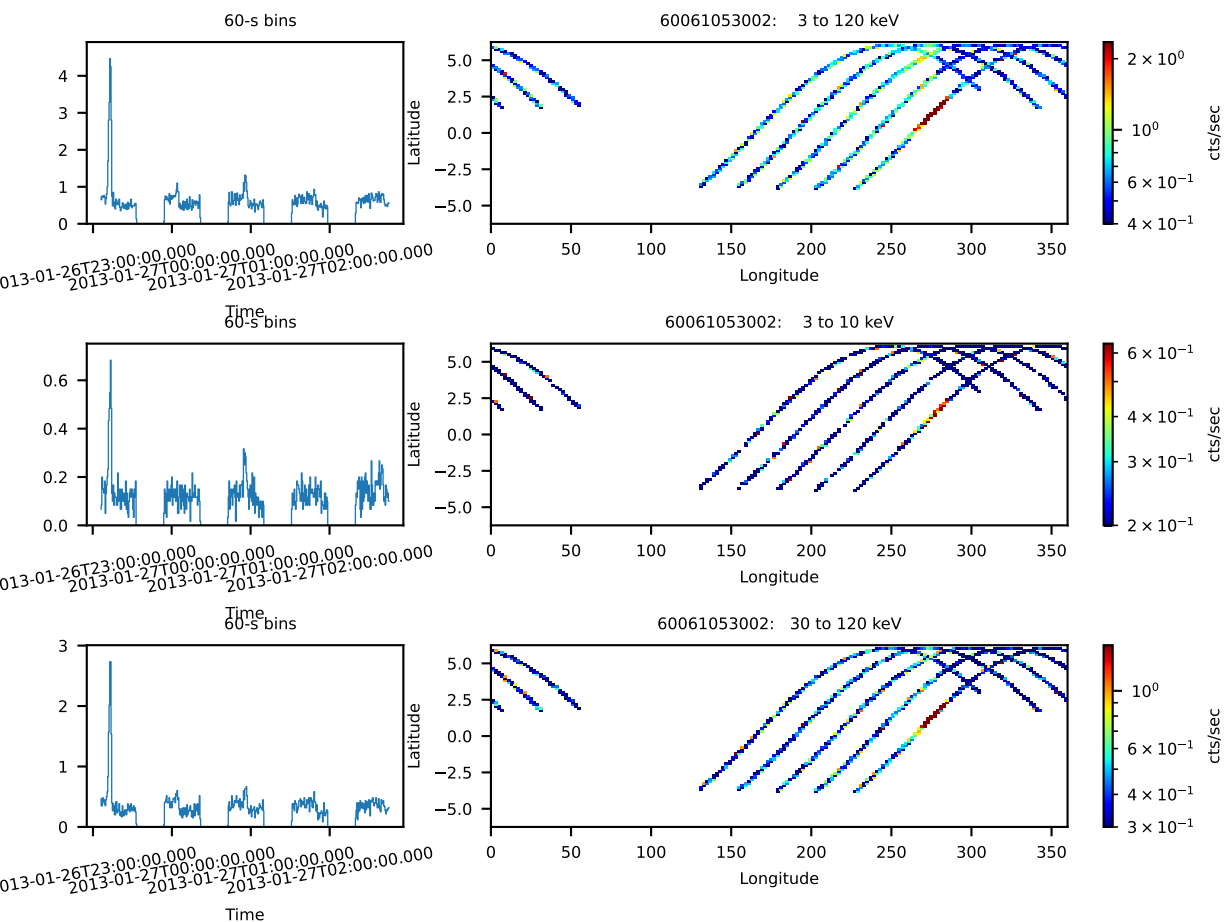 60-s bins
60061053002:    3 to 120 keV
4
3
2
1
0
013-01-26T23:00:00.000
2013-01-27T00:00:00.000
2013-01-27T01:00:00.000
2013-01-27T02:00:00.000
Time
Latitude
5.0
2.5
0.0
−2.5
−5.0
0 50 100 150 200 250 300 350
Longitude
2 × 10⁰
10⁰
6 × 10⁻¹
4 × 10⁻¹
cts/sec
60-s bins
60061053002:    3 to 10 keV
0.6
0.4
0.2
0.0
013-01-26T23:00:00.000
2013-01-27T00:00:00.000
2013-01-27T01:00:00.000
2013-01-27T02:00:00.000
Time
Latitude
5.0
2.5
0.0
−2.5
−5.0
0 50 100 150 200 250 300 350
Longitude
6 × 10⁻¹
4 × 10⁻¹
3 × 10⁻¹
2 × 10⁻¹
cts/sec
60-s bins
60061053002:   30 to 120 keV
3
2
1
0
013-01-26T23:00:00.000
2013-01-27T00:00:00.000
2013-01-27T01:00:00.000
2013-01-27T02:00:00.000
Time
Latitude
5.0
2.5
0.0
−2.5
−5.0
0 50 100 150 200 250 300 350
Longitude
10⁰
6 × 10⁻¹
4 × 10⁻¹
3 × 10⁻¹
cts/sec